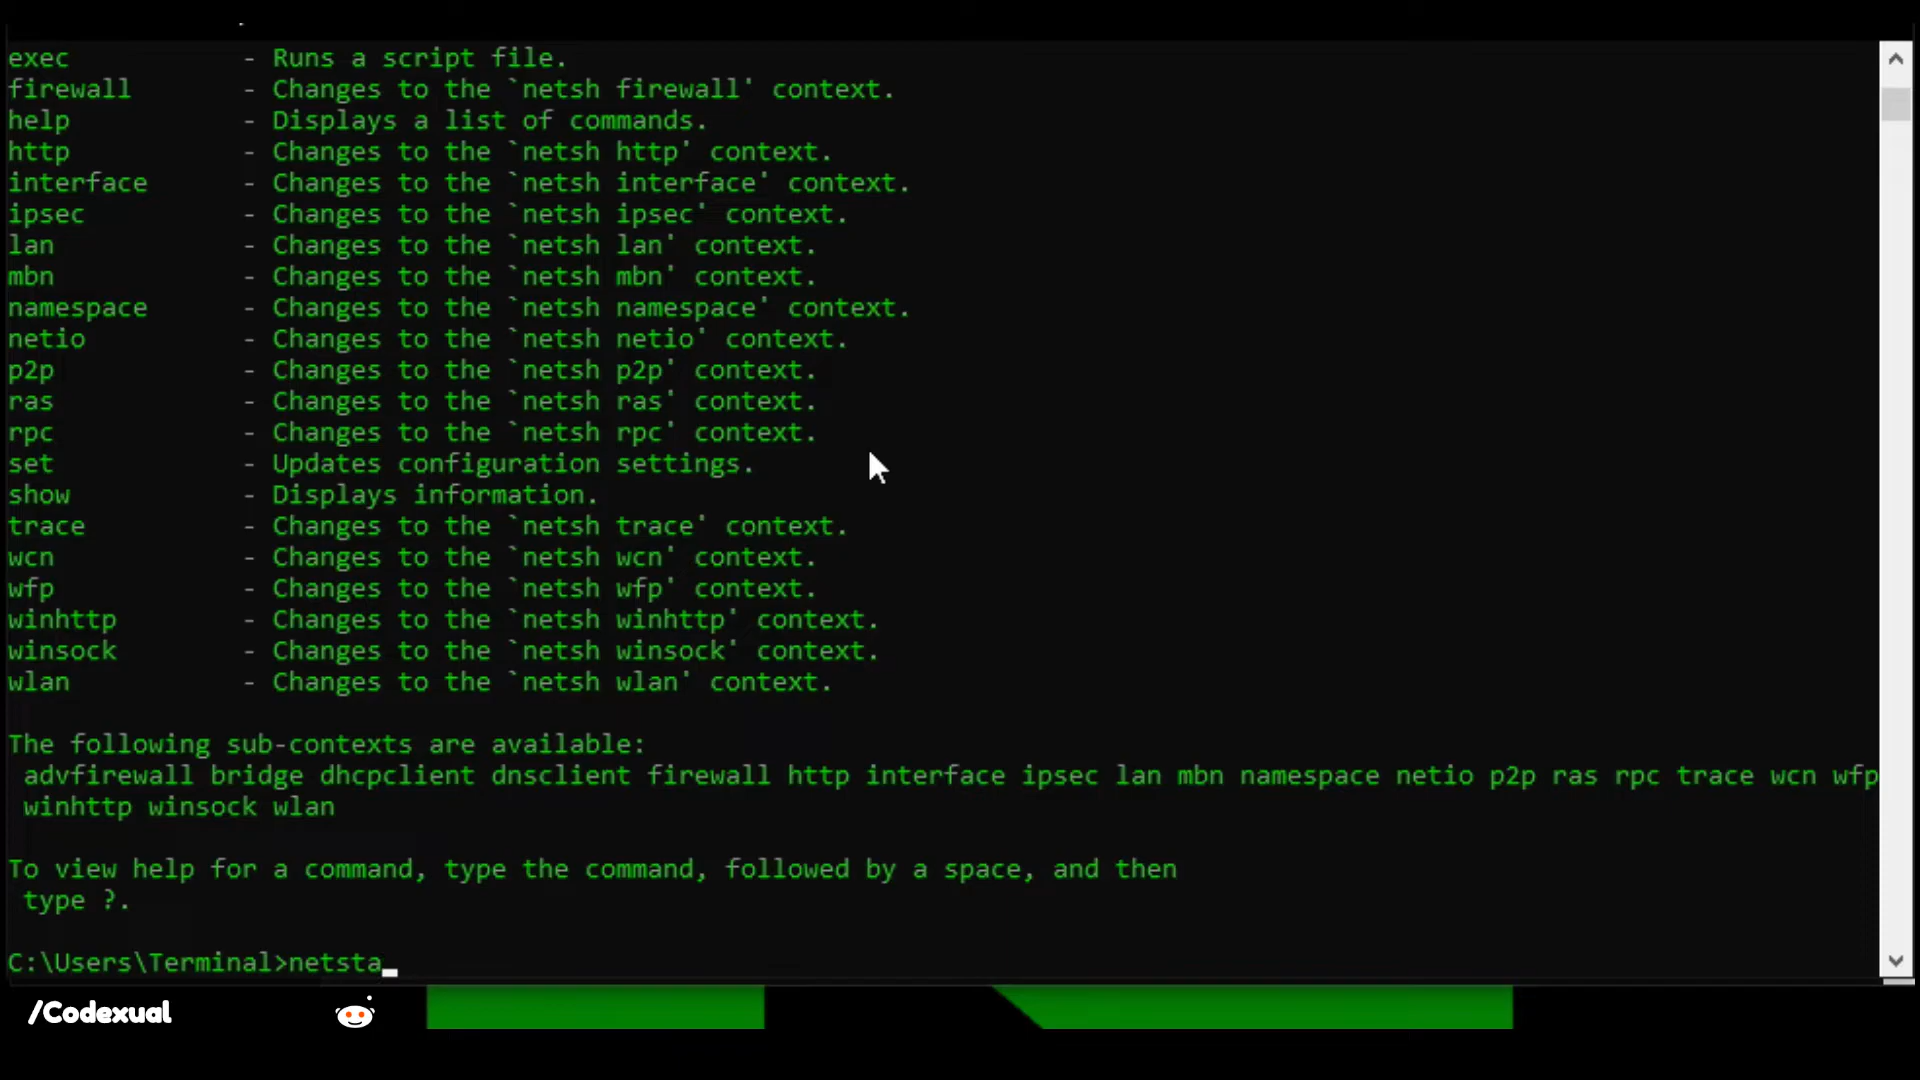 exec - Runs a script file.
firewall - Changes to the `netsh firewall' context.
help - Displays a list of commands.
http - Changes to the `netsh http' context.
interface - Changes to the `netsh interface' context.
ipsec - Changes to the `netsh ipsec' context.
lan - Changes to the `netsh lan' context.
mbn - Changes to the `netsh mbn' context.
namespace - Changes to the `netsh namespace' context.
netio - Changes to the `netsh netio' context.
p2p - Changes to the `netsh p2p' context.
ras - Changes to the `netsh ras' context.
rpc - Changes to the `netsh rpc' context.
set - Updates configuration settings.
show - Displays information.
trace - Changes to the `netsh trace' context.
wcn - Changes to the `netsh wcn' context.
wfp - Changes to the `netsh wfp' context.
winhttp - Changes to the `netsh winhttp' context.
winsock - Changes to the `netsh winsock' context.
wlan - Changes to the `netsh wlan' context.
The following sub-contexts are available:
advfirewall bridge dhcpclient dnsclient firewall http interface ipsec lan mbn namespace netio p2p ras rpc trace wcn wfp
winhttp winsock wlan
To view help for a command, type the command, followed by a space, and then
type ?.
C:\Users\Terminal>netsta_
/Codexual